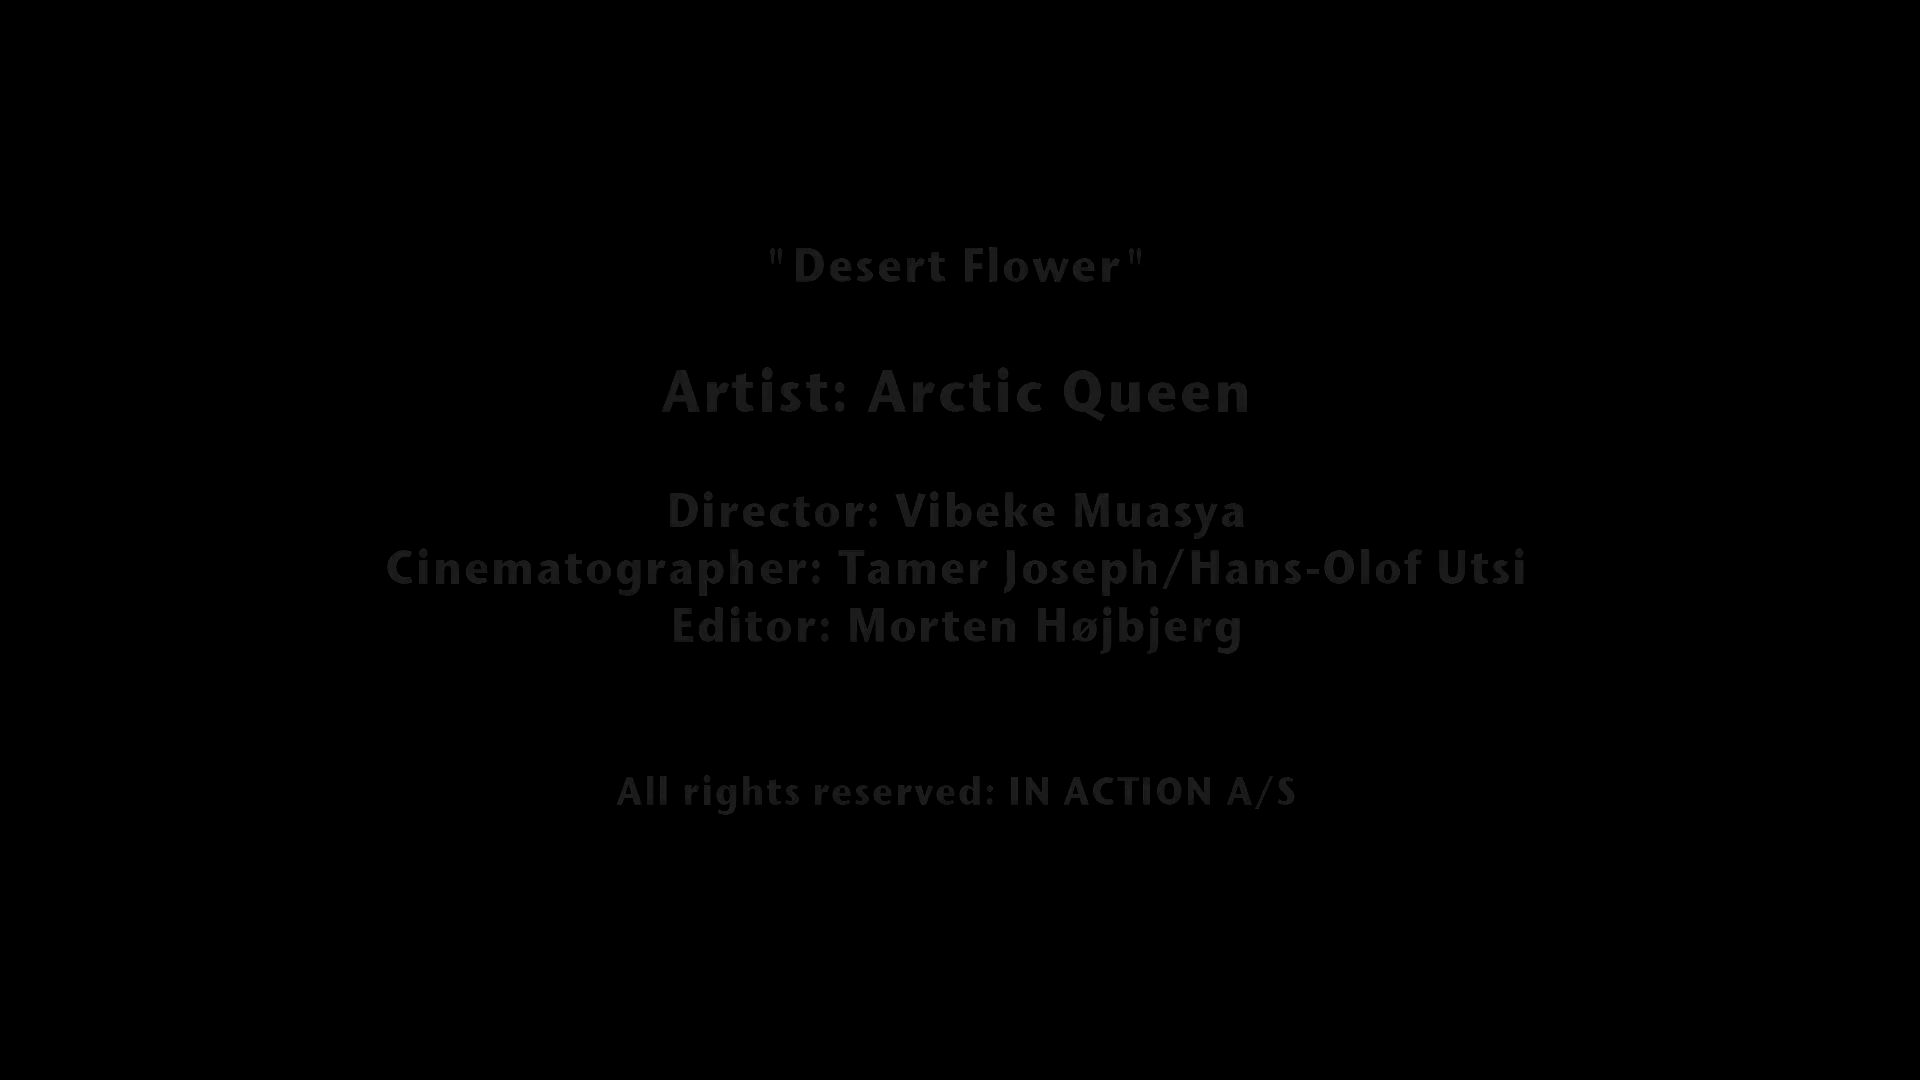 "Desert Flower"
Artist: Arctic Queen
Director: Vibeke Muasya
Cinematographer: Tamer Joseph/Hans-Olof Utsi
Editor: Morten Højbjerg
All rights reserved: IN ACTION A/S